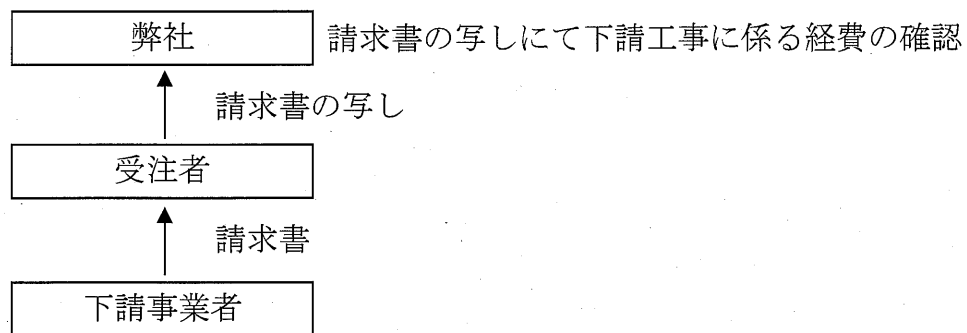 弊社 請求書の写しにて下請工事に係る経費の確認
請求書の写し
受注者
請求書
下請事業者